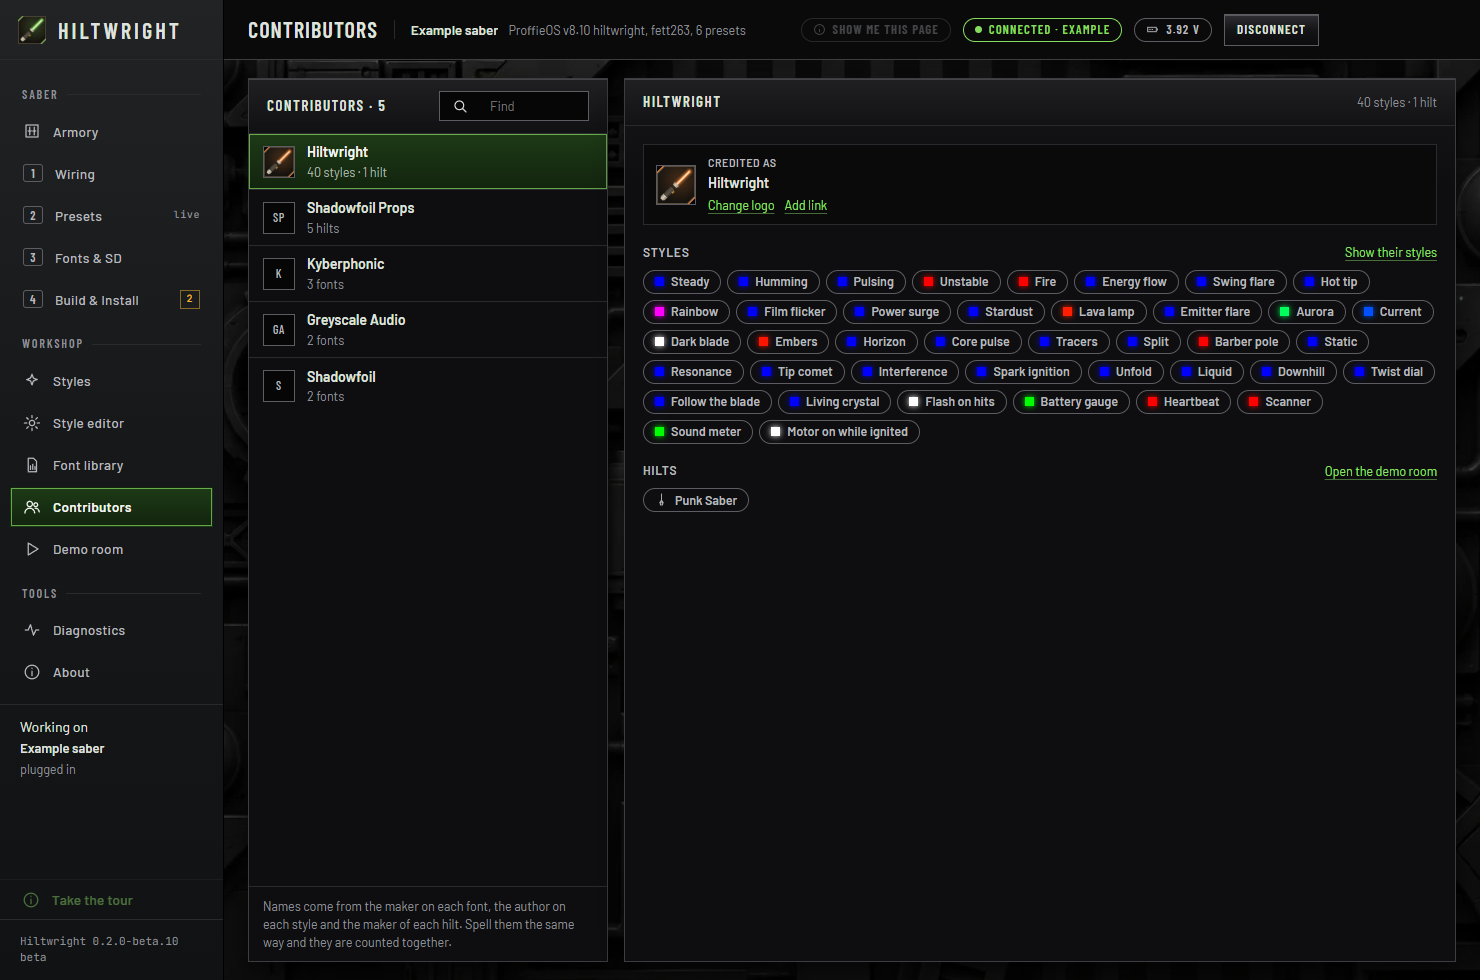 HILTWRIGHT
SABER
Armory
1 Wiring
2 Presets live
3 Fonts & SD
4 Build & Install 2
WORKSHOP
Styles
Style editor
Font library
Contributors
Demo room
TOOLS
Diagnostics
About
Working on
Example saber
plugged in
Take the tour
Hiltwright 0.2.0-beta.10
beta
CONTRIBUTORS Example saber ProffieOS v8.10 hiltwright, fett263, 6 presets SHOW ME THIS PAGE CONNECTED · EXAMPLE 3.92 V DISCONNECT
CONTRIBUTORS · 5 Find
Hiltwright
40 styles · 1 hilt
SP Shadowfoil Props
5 hilts
K Kyberphonic
3 fonts
GA Greyscale Audio
2 fonts
S Shadowfoil
2 fonts
Names come from the maker on each font, the author on
each style and the maker of each hilt. Spell them the same
way and they are counted together.
HILTWRIGHT 40 styles · 1 hilt
CREDITED AS
Hiltwright
Change logo Add link
STYLES Show their styles
Steady Humming Pulsing Unstable Fire Energy flow Swing flare Hot tip
Rainbow Film flicker Power surge Stardust Lava lamp Emitter flare Aurora Current
Dark blade Embers Horizon Core pulse Tracers Split Barber pole Static
Resonance Tip comet Interference Spark ignition Unfold Liquid Downhill Twist dial
Follow the blade Living crystal Flash on hits Battery gauge Heartbeat Scanner
Sound meter Motor on while ignited
HILTS Open the demo room
Punk Saber